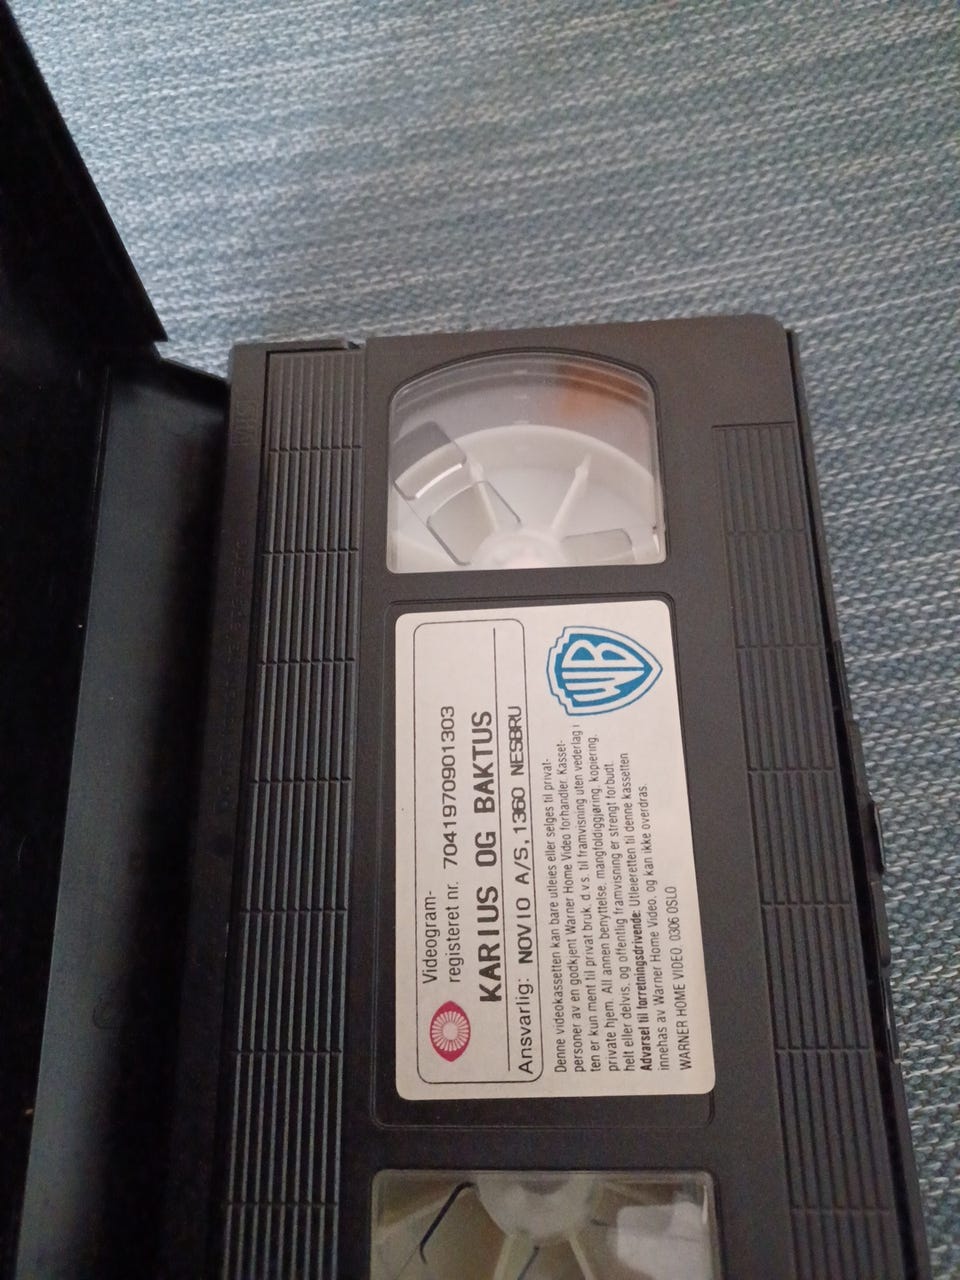 Videogram-
registeret nr. 7041970901303
KARIUS OG BAKTUS
Ansvarlig: NOVIO A/S, 1360 NESBRU
WB
Denne videokassetten kan bare utleies eller selges til privat-
personer av en godkjent Warner Home Video forhandler. Kasset-
ten er kun ment til privat bruk, d.v.s. til framvisning uten vederlag i
private hjem. All annen benyttelse, mangfoldiggjøring, kopiering,
helt eller delvis, og offentlig framvisning er strengt forbudt.
Advarsel til forretningsdrivende: Utleieretten til denne kassetten
innehas av Warner Home Video, og kan ikke overdras.
WARNER HOME VIDEO. 0306 OSLO